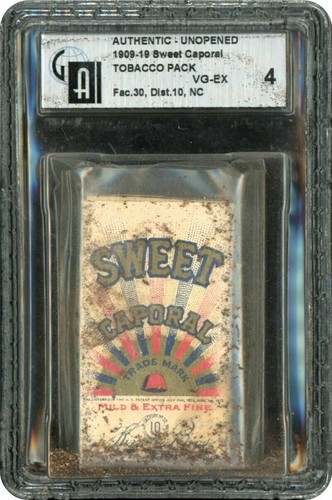 GAI
AUTHENTIC - UNOPENED
1909-19 Sweet Caporal
TOBACCO PACK
VG-EX
4
Fac.30, Dist.10, NC
SWEET
CAPORAL
TRADE MARK
MILD & EXTRA FINE
10